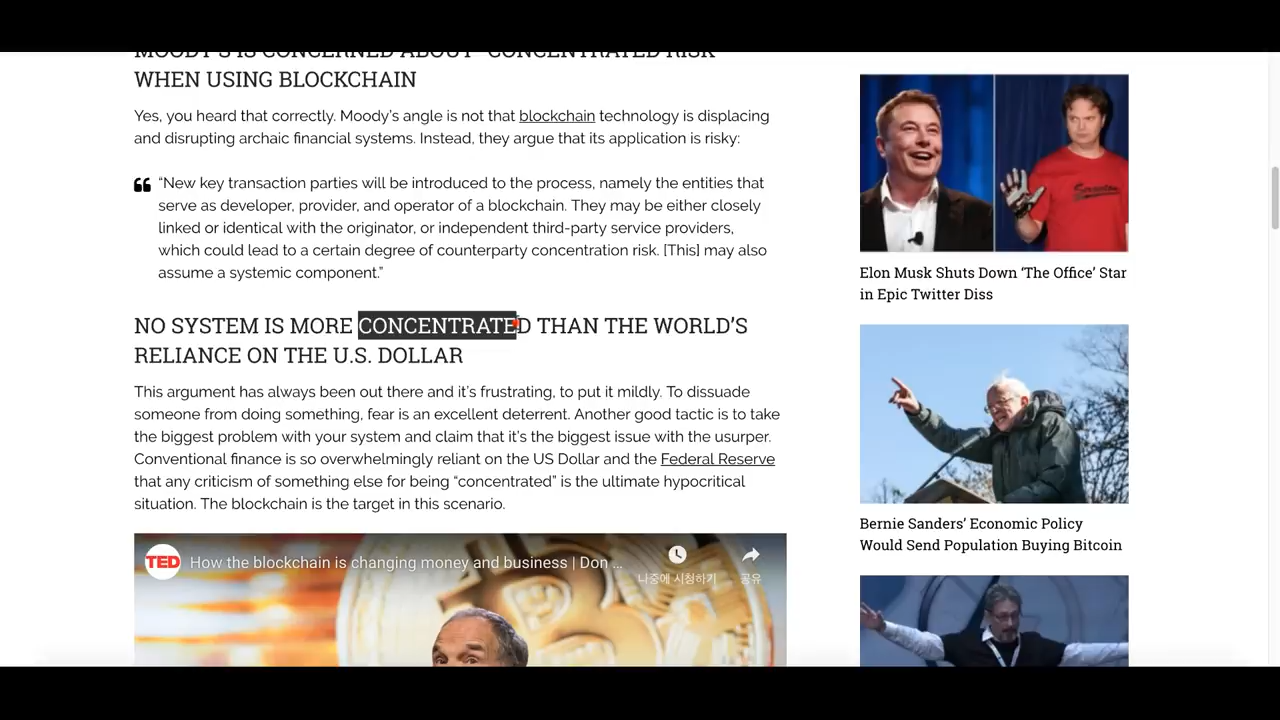 MOODY'S IS CONCERNED ABOUT "CONCENTRATED RISK"
WHEN USING BLOCKCHAIN
Yes, you heard that correctly. Moody's angle is not that blockchain technology is displacing
and disrupting archaic financial systems. Instead, they argue that its application is risky:
“New key transaction parties will be introduced to the process, namely the entities that
serve as developer, provider, and operator of a blockchain. They may be either closely
linked or identical with the originator, or independent third-party service providers,
which could lead to a certain degree of counterparty concentration risk. [This] may also
assume a systemic component.”
NO SYSTEM IS MORE CONCENTRATED THAN THE WORLD'S
RELIANCE ON THE U.S. DOLLAR
This argument has always been out there and it's frustrating, to put it mildly. To dissuade
someone from doing something, fear is an excellent deterrent. Another good tactic is to take
the biggest problem with your system and claim that it's the biggest issue with the usurper.
Conventional finance is so overwhelmingly reliant on the US Dollar and the Federal Reserve
that any criticism of something else for being “concentrated” is the ultimate hypocritical
situation. The blockchain is the target in this scenario.
TED
How the blockchain is changing money and business | Don ...
나중에 시청하기
공유
Elon Musk Shuts Down ‘The Office’ Star
in Epic Twitter Diss
Bernie Sanders’ Economic Policy
Would Send Population Buying Bitcoin